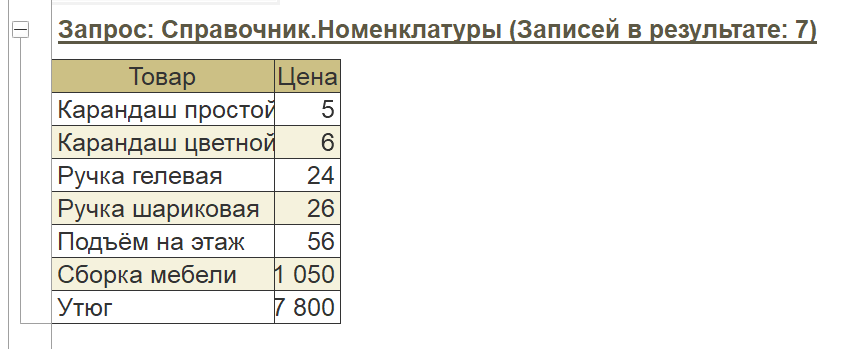 Запрос: Справочник.Номенклатуры (Записей в результате: 7)
Товар Цена
Карандаш простой 5
Карандаш цветной 6
Ручка гелевая 24
Ручка шариковая 26
Подъём на этаж 56
Сборка мебели 1 050
Утюг 7 800